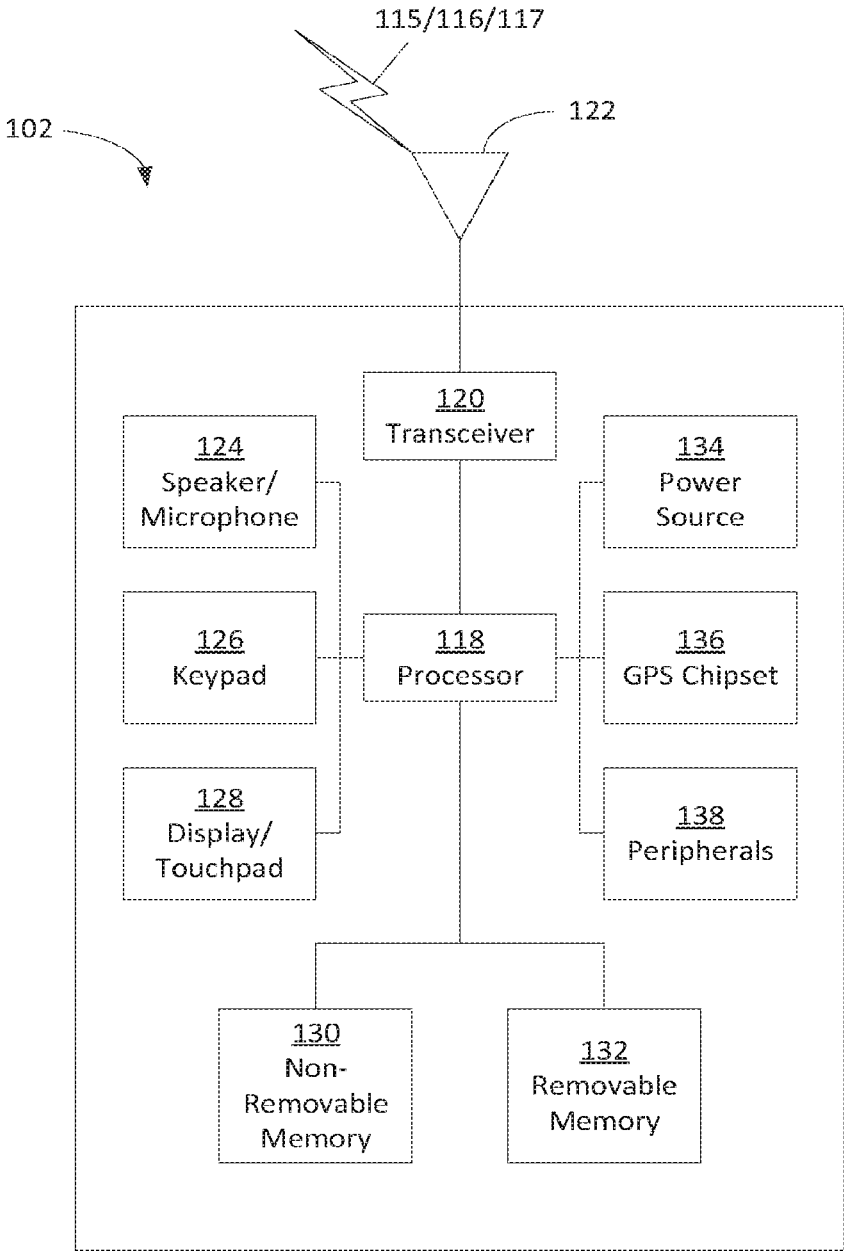 115/116/117
122
102
120
Transceiver
124
Speaker/
Microphone
134
Power
Source
126
Keypad
118
Processor
136
GPS Chipset
128
Display/
Touchpad
138
Peripherals
130
Non-
Removable
Memory
132
Removable
Memory